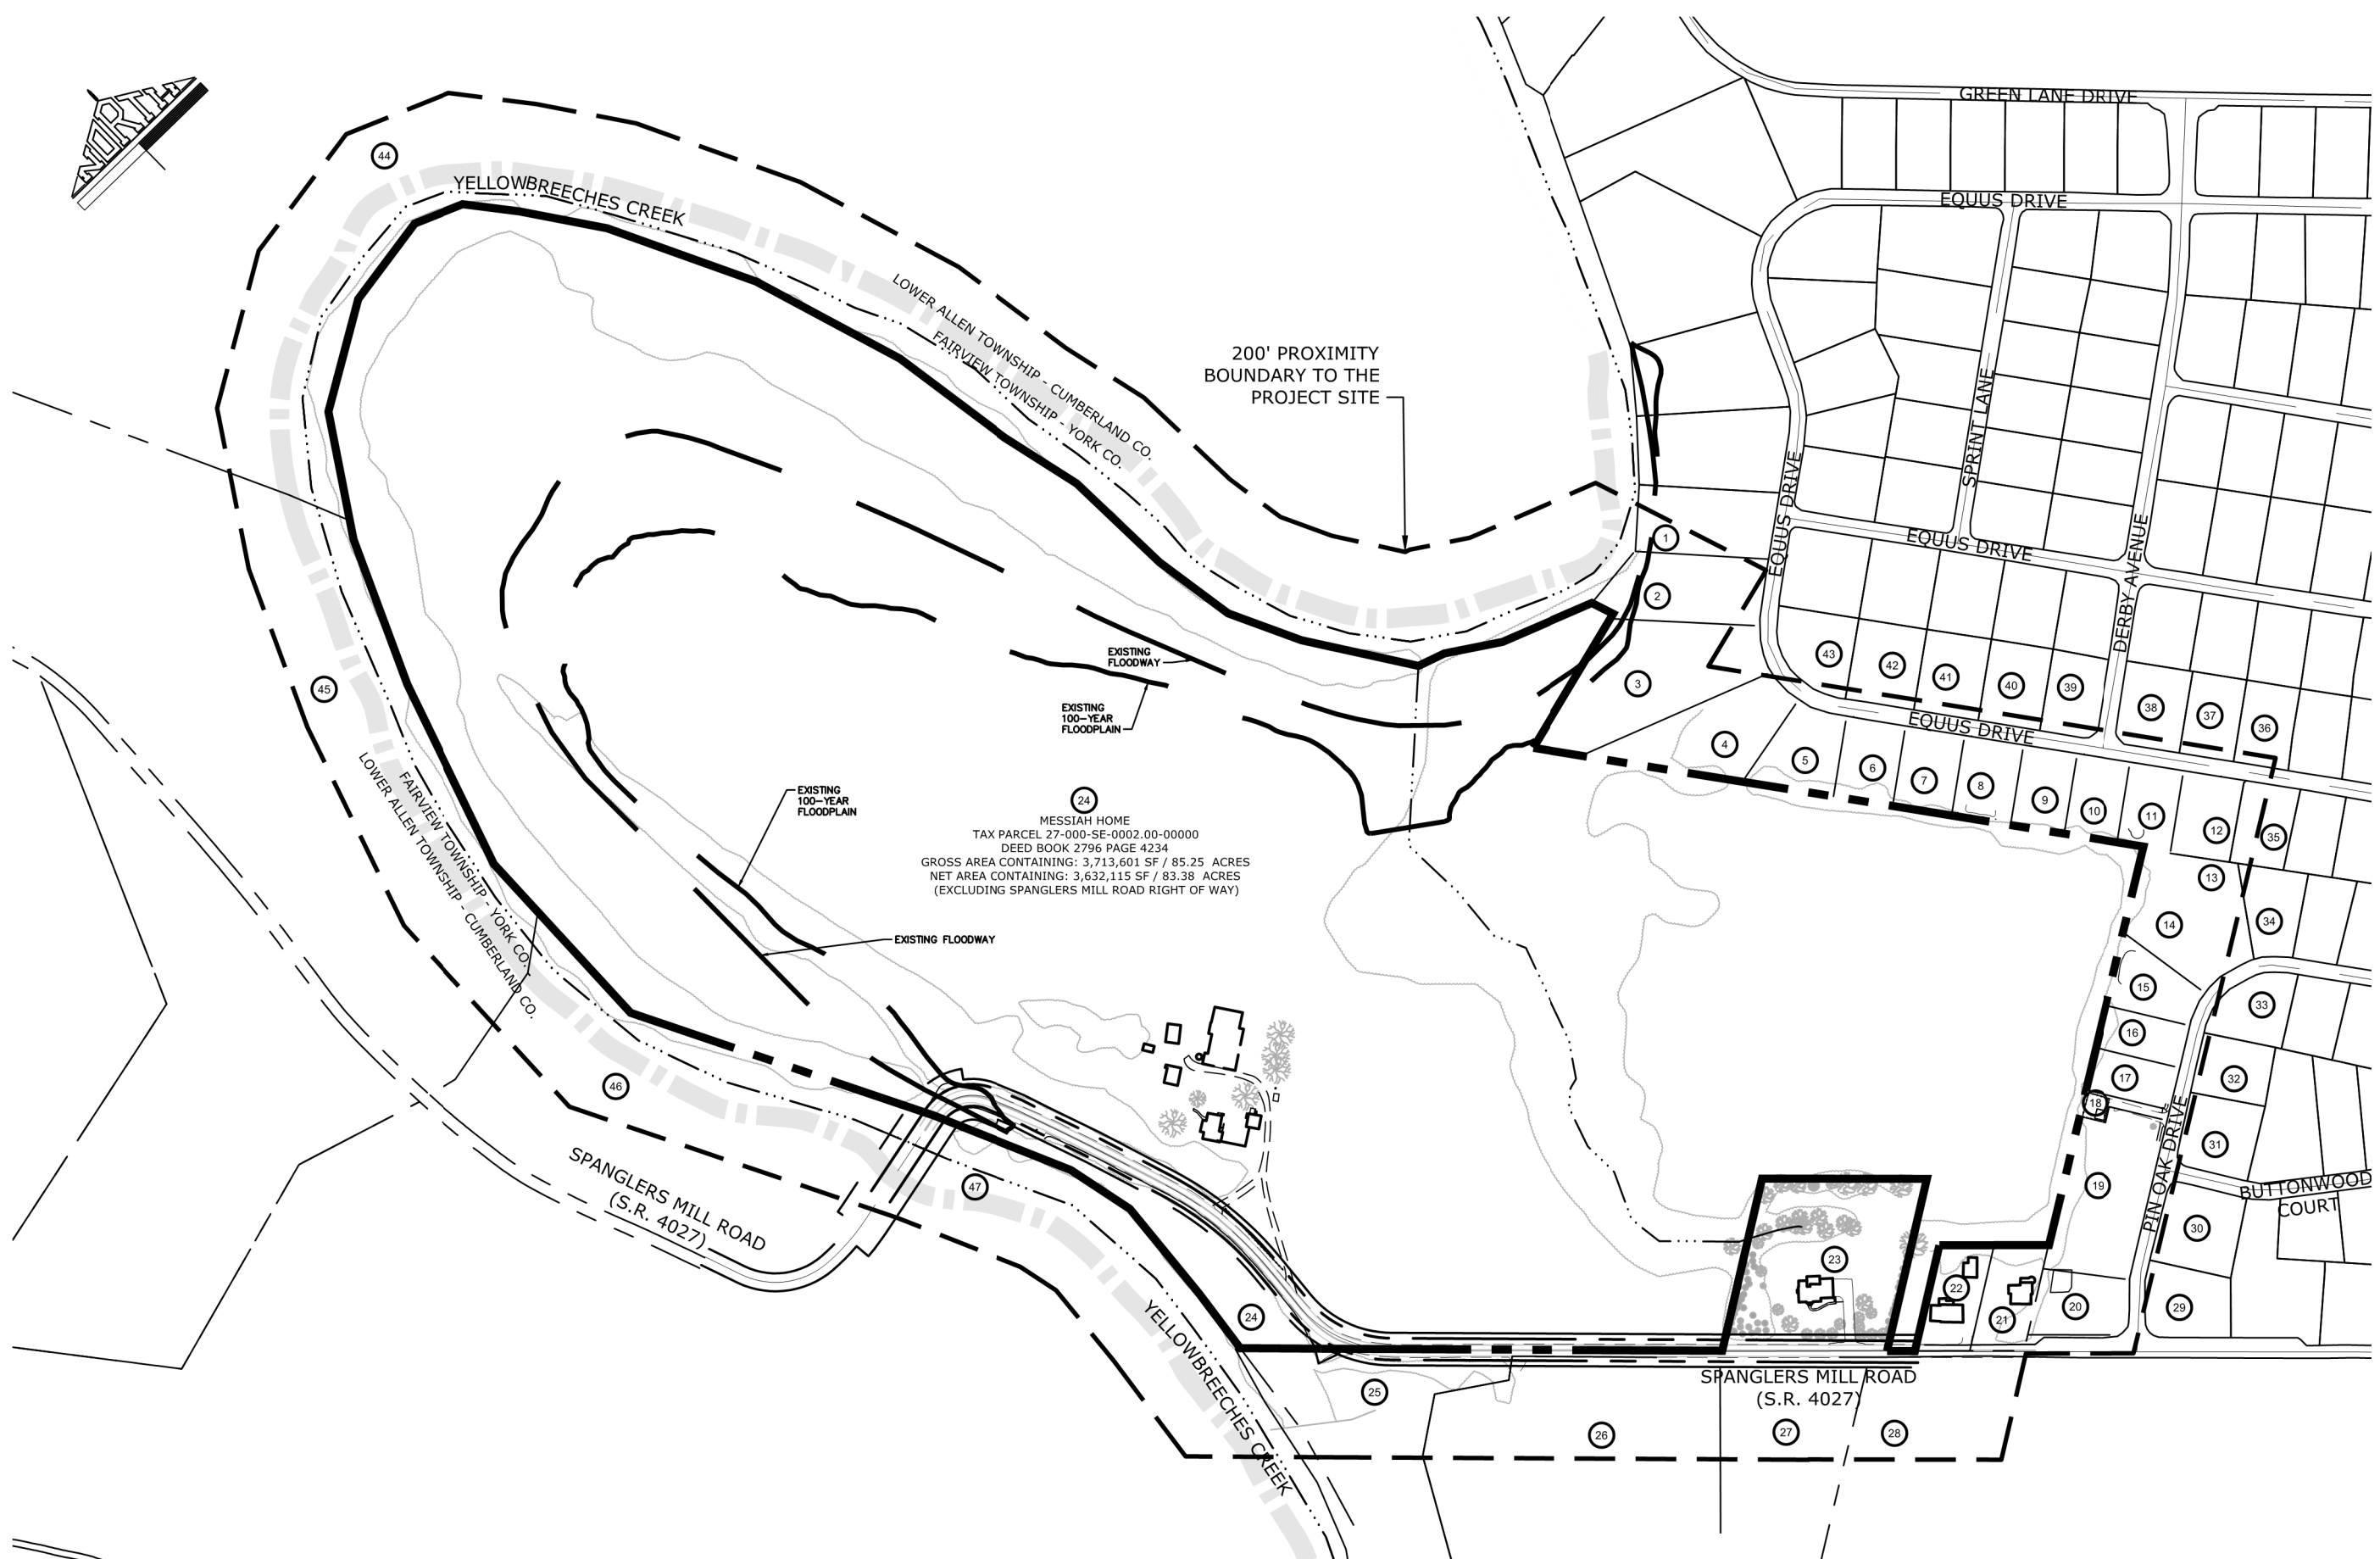 NORTH
GREEN LANE DRIVE
44
YELLOWBREECHES CREEK
EQUUS DRIVE
LOWER ALLEN TOWNSHIP - CUMBERLAND CO.
FAIRVIEW TOWNSHIP - YORK CO.
200' PROXIMITY
BOUNDARY TO THE
PROJECT SITE
SPRINT LANE
EQUUS DRIVE
EQUUS DRIVE
DERBY AVENUE
1
2
3
EXISTING
FLOODWAY
EXISTING
100-YEAR
FLOODPLAIN
43
42
41
40
39
38
37
36
EQUUS DRIVE
45
4
5
6
7
8
9
10
11
12
35
FAIRVIEW TOWNSHIP - YORK CO.
LOWER ALLEN TOWNSHIP - CUMBERLAND CO.
EXISTING
100-YEAR
FLOODPLAIN
24
MESSIAH HOME
TAX PARCEL 27-000-SE-0002.00-00000
DEED BOOK 2796 PAGE 4234
GROSS AREA CONTAINING: 3,713,601 SF / 85.25 ACRES
NET AREA CONTAINING: 3,632,115 SF / 83.38 ACRES
(EXCLUDING SPANGLERS MILL ROAD RIGHT OF WAY)
EXISTING FLOODWAY
13
14
34
15
33
16
17
32
18
31
46
PIN OAK DRIVE
BUTTONWOOD
COURT
19
30
SPANGLERS MILL ROAD
(S.R. 4027)
47
23
22
21
20
29
24
YELLOWBREECHES CREEK
25
SPANGLERS MILL ROAD
(S.R. 4027)
26
27
28